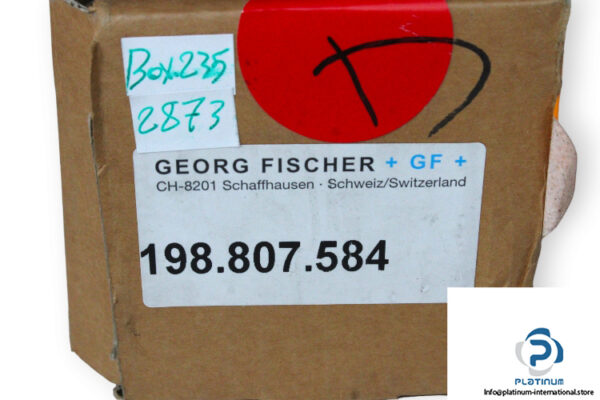 Box.235
2873
GEORG FISCHER + GF +
CH-8201 Schaffhausen · Schweiz/Switzerland
198.807.584
PLATINUM
Info@platinum-international.store